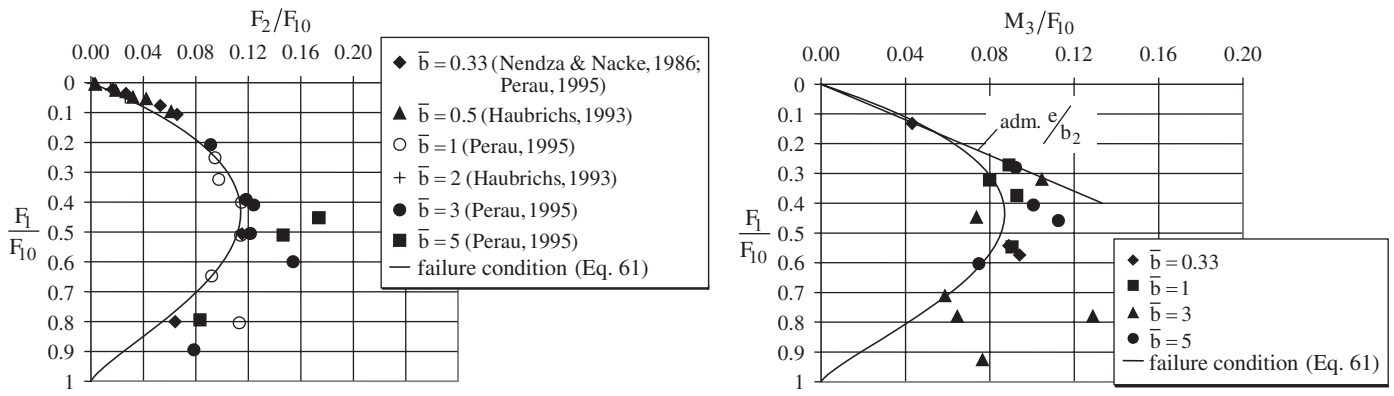 F2/F10
0.00 0.04 0.08 0.12 0.16 0.20
0
0.1
0.2
0.3
0.4
0.5
0.6
0.7
0.8
0.9
1
F1
F10
b̅ = 0.33 (Nendza & Nacke, 1986;
Perau, 1995)
b̅ = 0.5 (Haubrichs, 1993)
b̅ = 1 (Perau, 1995)
b̅ = 2 (Haubrichs, 1993)
b̅ = 3 (Perau, 1995)
b̅ = 5 (Perau, 1995)
failure condition (Eq. 61)
M3/F10
0.00 0.04 0.08 0.12 0.16 0.20
0
0.1
0.2
0.3
0.4
0.5
0.6
0.7
0.8
0.9
1
F1
F10
adm. e/b2
b̅ = 0.33
b̅ = 1
b̅ = 3
b̅ = 5
failure condition (Eq. 61)